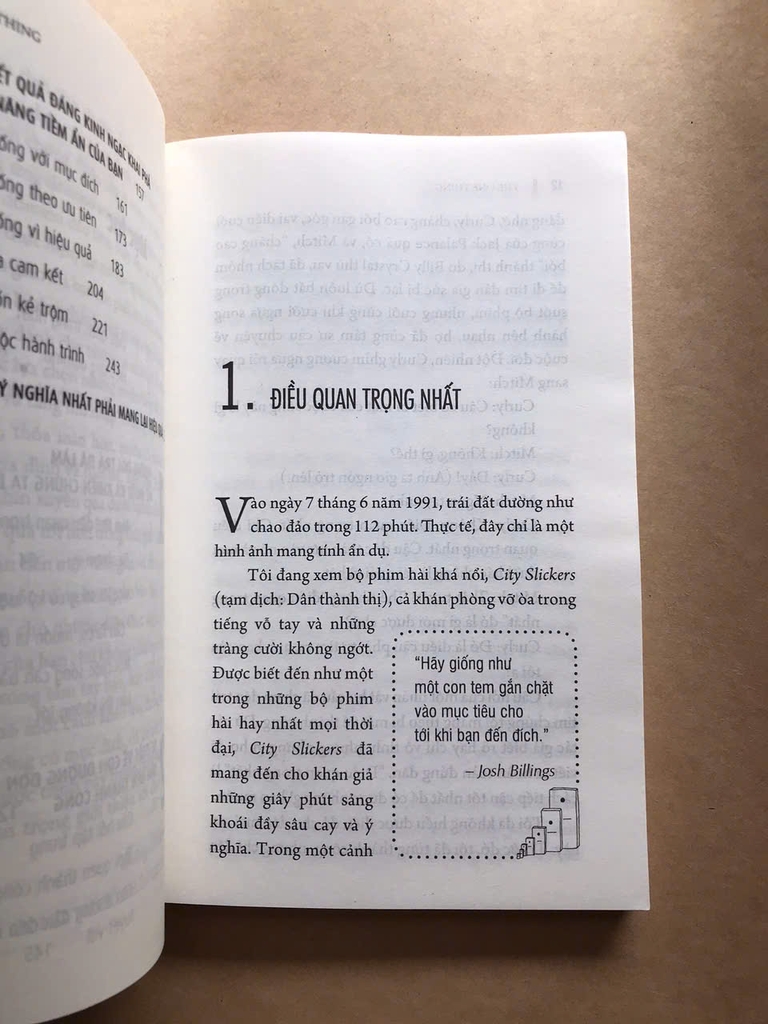 THING
ẾT QUẢ ĐÁNG KINH NGẠC KHAI PHÁ
NĂNG TIỀM ẨN CỦA BẠN 157
ống với mục đích 161
ống theo ưu tiên 173
ống vì hiệu quả 183
a cam kết 204
ốn kẻ trộm 221
ộc hành trình 243
Ý NGHĨA NHẤT PHẢI MANG LẠI HIỆU QUẢ
1. ĐIỀU QUAN TRỌNG NHẤT
Vào ngày 7 tháng 6 năm 1991, trái đất dường như
chao đảo trong 112 phút. Thực tế, đây chỉ là một
hình ảnh mang tính ẩn dụ.
Tôi đang xem bộ phim hài khá nổi, City Slickers
(tạm dịch: Dân thành thị), cả khán phòng vỡ òa trong
tiếng vỗ tay và những
tràng cười không ngớt.
Được biết đến như một
trong những bộ phim
hài hay nhất mọi thời
đại, City Slickers đã
mang đến cho khán giả
những giây phút sảng
khoái đầy sâu cay và ý
nghĩa. Trong một cảnh
“Hãy giống như
một con tem gắn chặt
vào mục tiêu cho
tới khi bạn đến đích.”
– Josh Billings